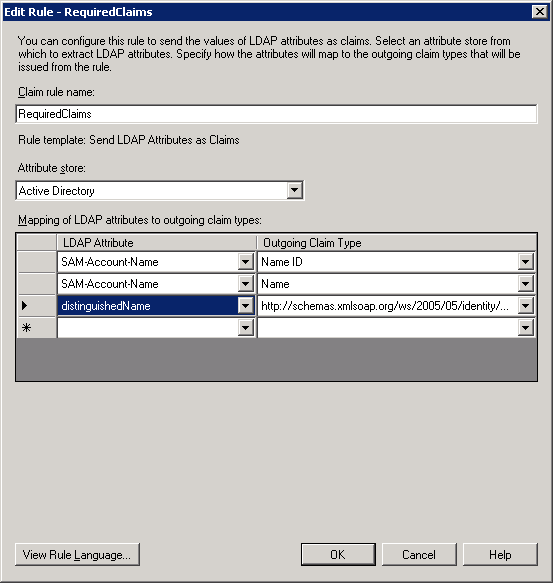 Edit Rule - RequiredClaims
You can configure this rule to send the values of LDAP attributes as claims. Select an attribute store from
which to extract LDAP attributes. Specify how the attributes will map to the outgoing claim types that will be
issued from the rule.
Claim rule name:
RequiredClaims
Rule template: Send LDAP Attributes as Claims
Attribute store:
Active Directory
Mapping of LDAP attributes to outgoing claim types:
LDAP Attribute Outgoing Claim Type
SAM-Account-Name Name ID
SAM-Account-Name Name
distinguishedName http://schemas.xmlsoap.org/ws/2005/05/identity/...
View Rule Language... OK Cancel Help